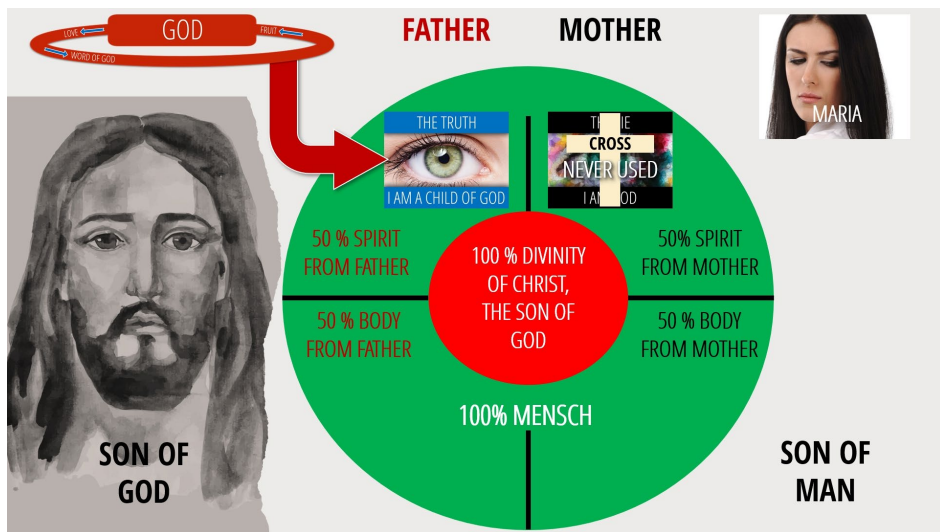 GOD
LOVE
FRUIT
WORD OF GOD
FATHER
MOTHER
MARIA
THE TRUTH
I AM A CHILD OF GOD
CROSS
NEVER USED
50 % SPIRIT
FROM FATHER
50% SPIRIT
FROM MOTHER
100 % DIVINITY
OF CHRIST,
THE SON OF
GOD
50 % BODY
FROM FATHER
50 % BODY
FROM MOTHER
100% MENSCH
SON OF
GOD
SON OF
MAN